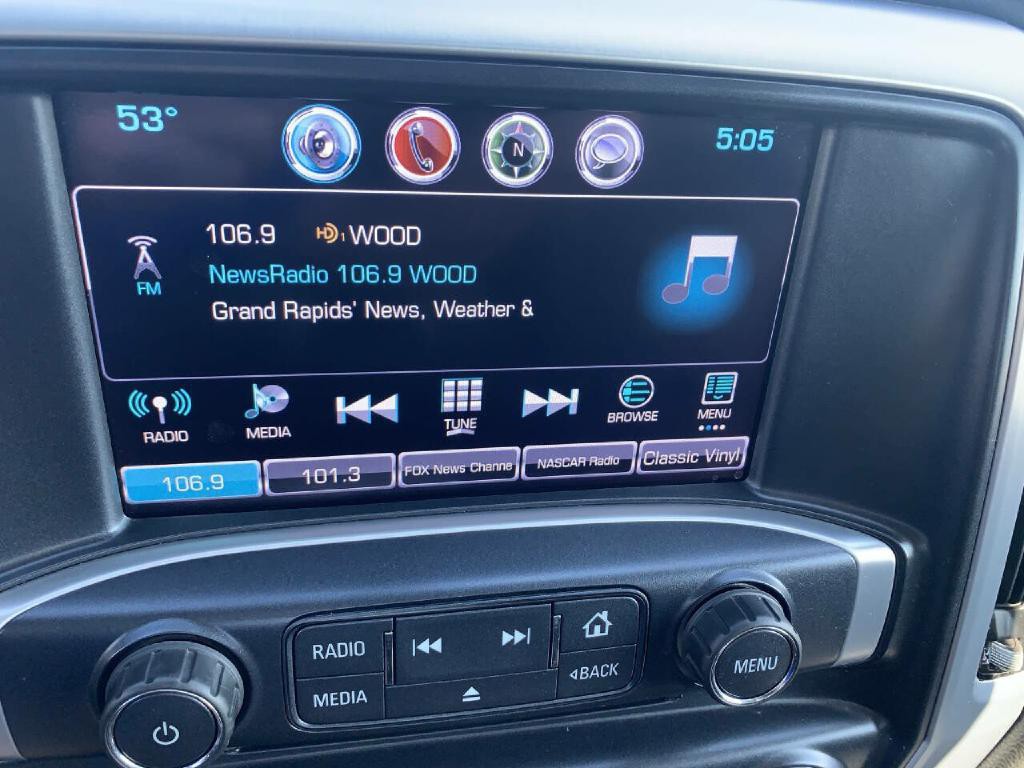 53° 5:05
N
106.9 HD1 WOOD
FM
NewsRadio 106.9 WOOD
Grand Rapids' News, Weather &
RADIO MEDIA TUNE BROWSE MENU
106.9 101.3 FOX News Channe NASCAR Radio Classic Vinyl
RADIO
MEDIA
BACK
MENU